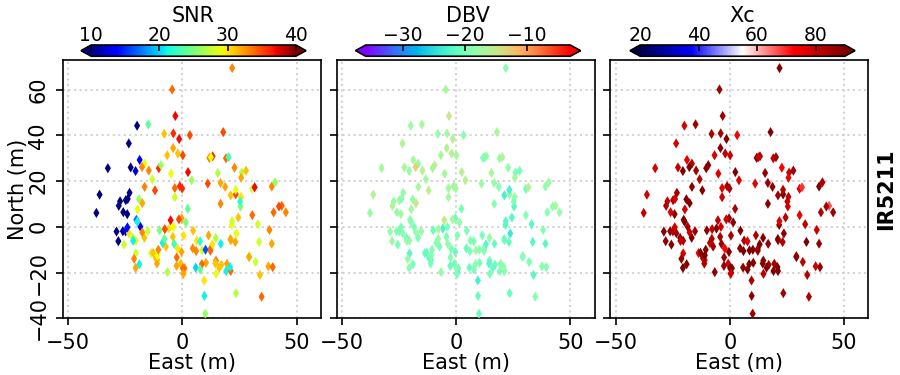 SNR DBV Xc
10 20 30 40 −30 −20 −10 20 40 60 80
North (m)
60
40
20
0
−20
−40
−50 0 50 −50 0 50 −50 0 50
East (m) East (m) East (m)
IR5211